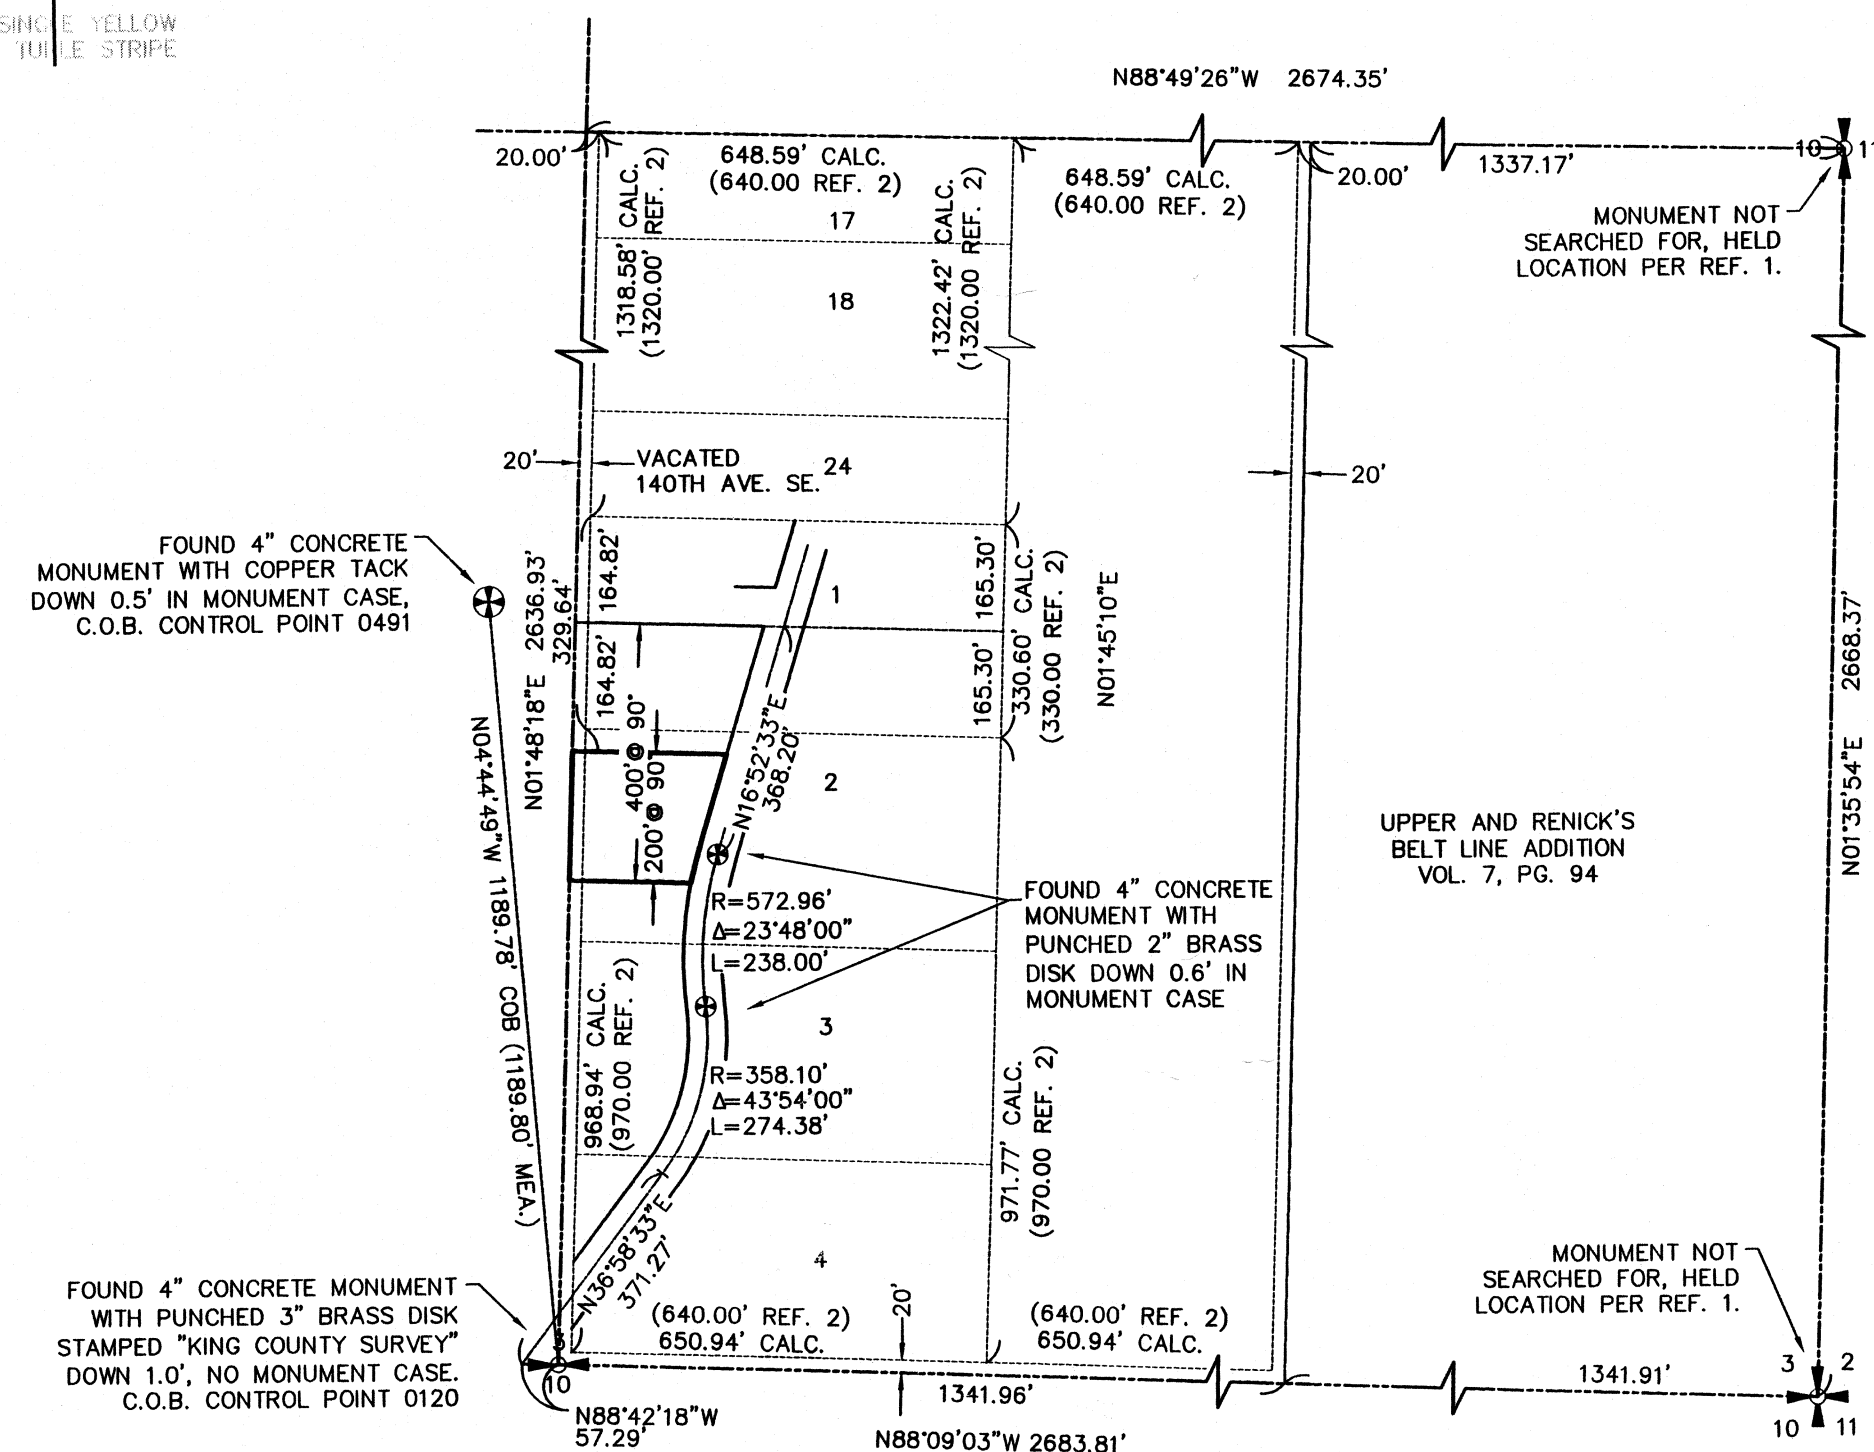 SINGLE YELLOW
STRIPE
N88°49'26"W 2674.35'
20.00'
648.59' CALC.
(640.00 REF. 2)
648.59' CALC.
(640.00 REF. 2)
20.00'
1337.17'
10
11
MONUMENT NOT
SEARCHED FOR, HELD
LOCATION PER REF. 1.
17
18
1318.58' CALC.
(1320.00' REF. 2)
1322.42' CALC.
(1320.00 REF. 2)
20'
VACATED
140TH AVE. SE.
24
20'
FOUND 4" CONCRETE
MONUMENT WITH COPPER TACK
DOWN 0.5' IN MONUMENT CASE,
C.O.B. CONTROL POINT 0491
N01°48'18"E 2636.93'
329.64'
164.82'
164.82'
1
165.30'
165.30'
330.60' CALC.
(330.00 REF. 2)
N01°45'10"E
N01°35'54"E 2668.37'
N04°44'49"W 1189.78' COB (1189.80' MEA.)
400'@ 90°
200'@ 90°
N16°52'33"E
368.20'
2
UPPER AND RENICK'S
BELT LINE ADDITION
VOL. 7, PG. 94
R=572.96'
Δ=23°48'00"
L=238.00'
FOUND 4" CONCRETE
MONUMENT WITH
PUNCHED 2" BRASS
DISK DOWN 0.6' IN
MONUMENT CASE
3
968.94' CALC.
(970.00 REF. 2)
R=358.10'
Δ=43°54'00"
L=274.38'
971.77' CALC.
(970.00 REF. 2)
N36°58'33"E
371.27'
4
20'
(640.00' REF. 2)
650.94' CALC.
(640.00' REF. 2)
650.94' CALC.
MONUMENT NOT
SEARCHED FOR, HELD
LOCATION PER REF. 1.
FOUND 4" CONCRETE MONUMENT
WITH PUNCHED 3" BRASS DISK
STAMPED "KING COUNTY SURVEY"
DOWN 1.0', NO MONUMENT CASE.
C.O.B. CONTROL POINT 0120
10
N88°42'18"W
57.29'
1341.96'
N88°09'03"W 2683.81'
1341.91'
3
2
10
11